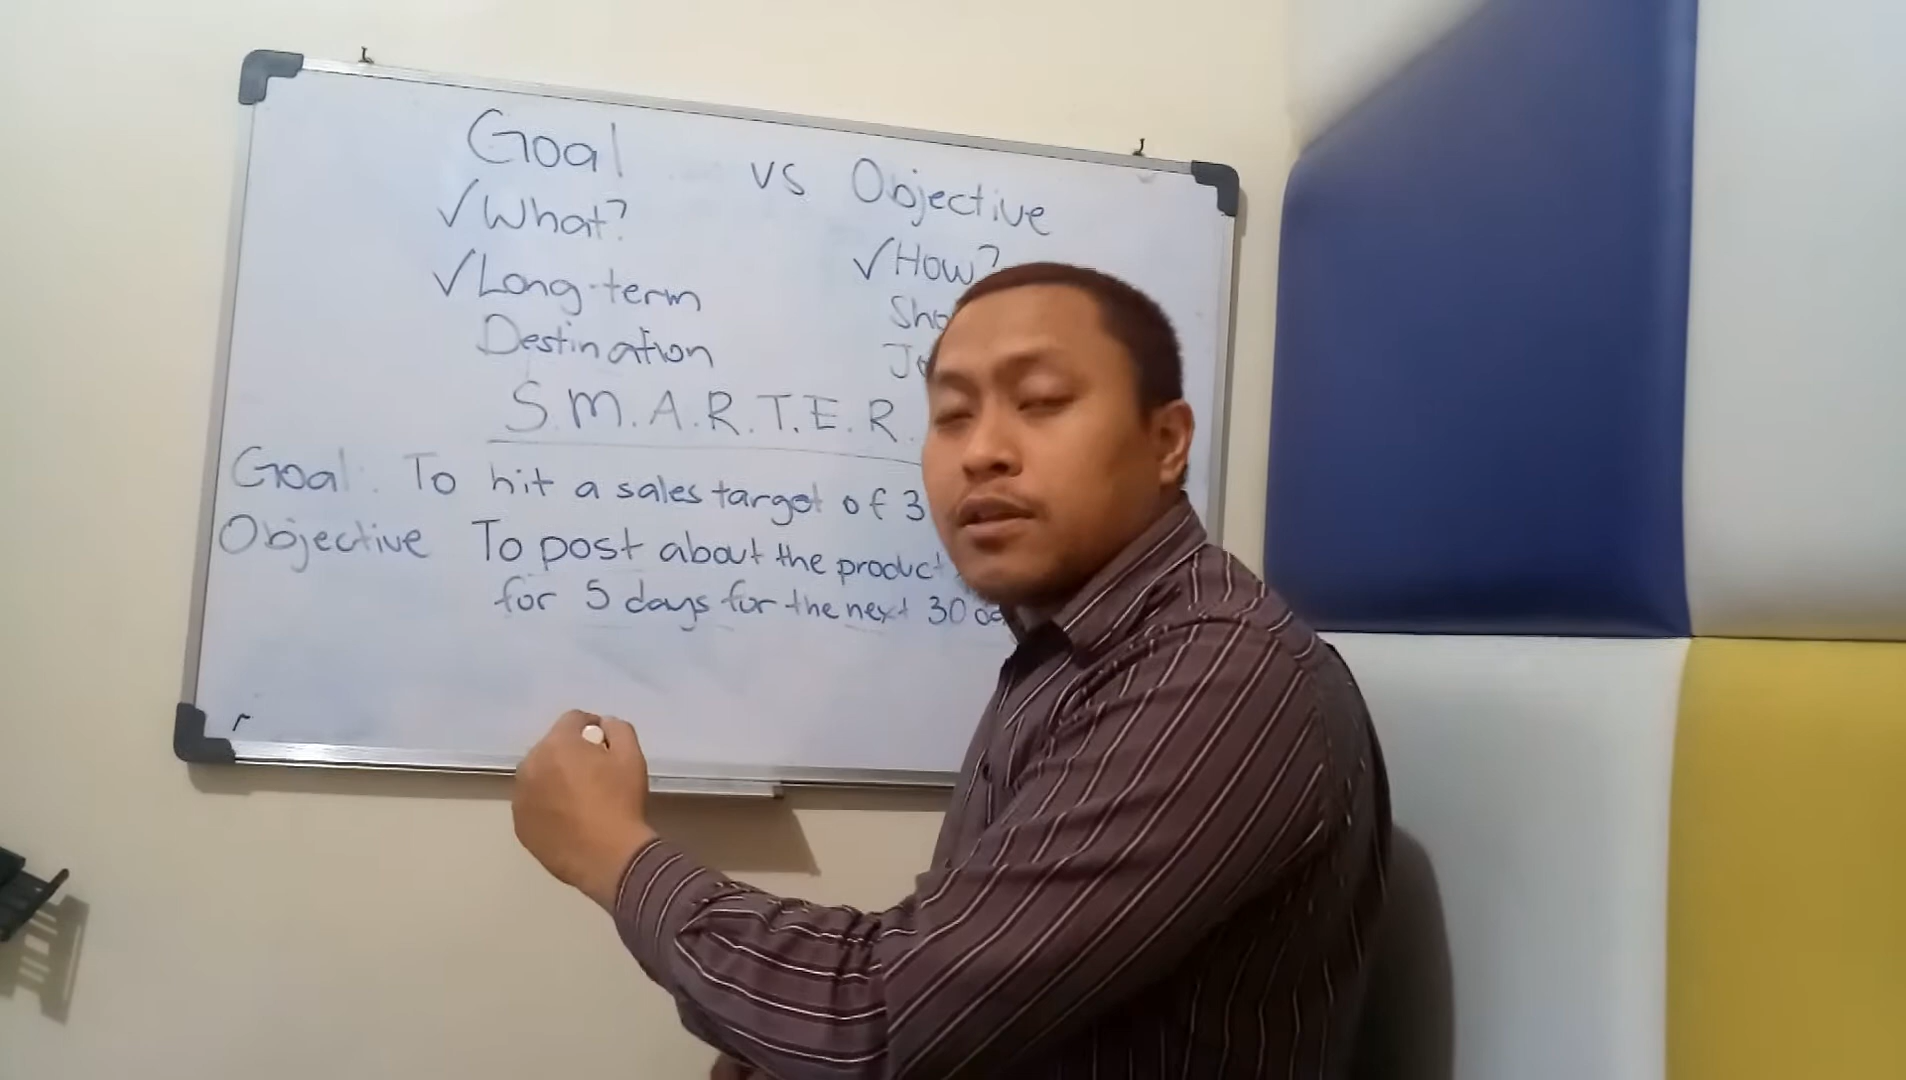 Goal vs Objective
✓What? ✓How?
✓Long-term
Destination
S.M.A.R.T.E.R.
Goal: To hit a sales target of 3
Objective To post about the product
for 5 days for the next 30